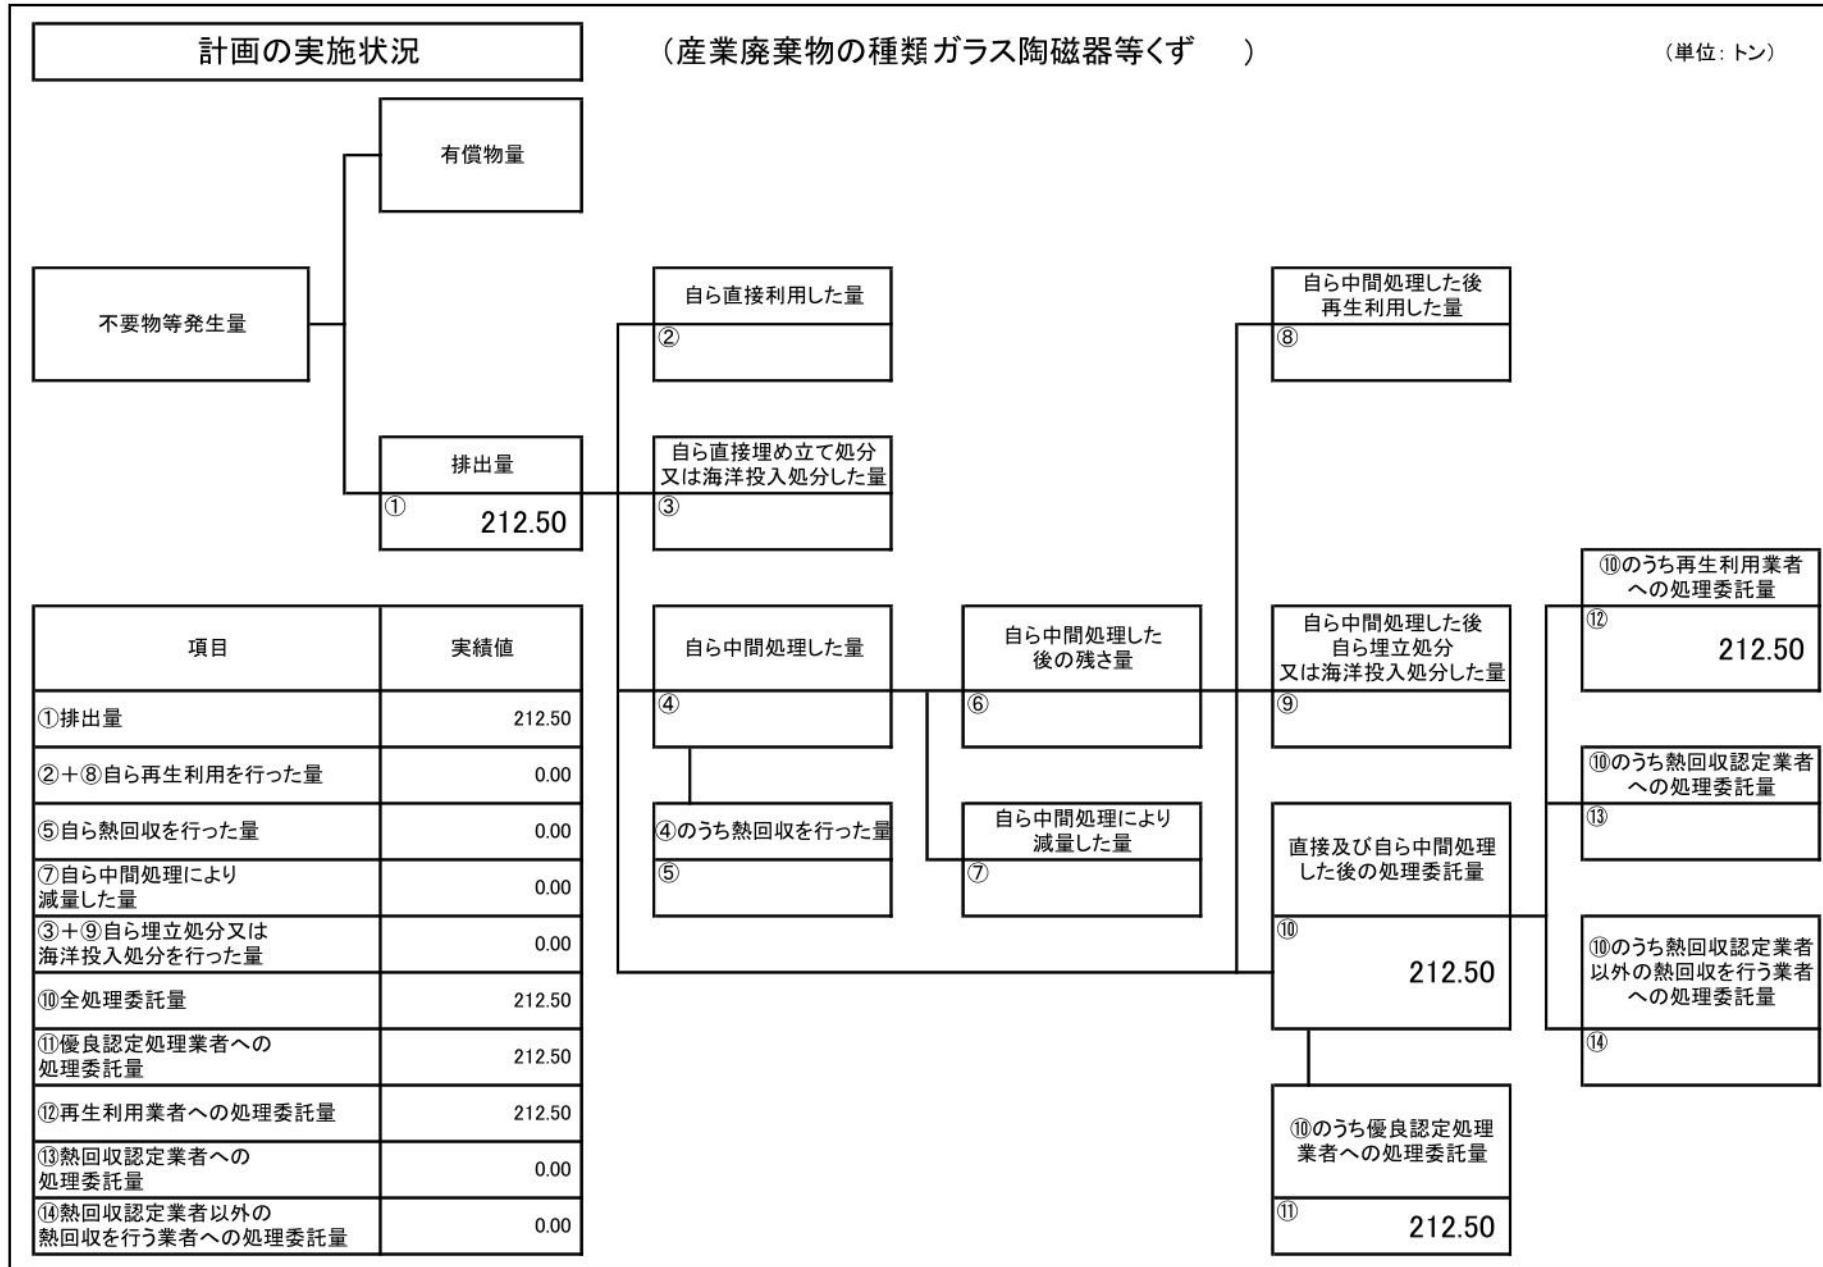 計画の実施状況
（産業廃棄物の種類ガラス陶磁器等くず　）
（単位：トン）
有償物量
不要物等発生量
自ら直接利用した量
②
自ら中間処理した後
再生利用した量
⑧
排出量
①
212.50
自ら直接埋め立て処分
又は海洋投入処分した量
③
⑩のうち再生利用業者
への処理委託量
⑫
212.50
自ら中間処理した量
④
自ら中間処理した
後の残さ量
⑥
自ら中間処理した後
自ら埋立処分
又は海洋投入処分した量
⑨
⑩のうち熱回収認定業者
への処理委託量
⑬
④のうち熱回収を行った量
⑤
自ら中間処理により
減量した量
⑦
直接及び自ら中間処理
した後の処理委託量
⑩
212.50
⑩のうち熱回収認定業者
以外の熱回収を行う業者
への処理委託量
⑭
⑩のうち優良認定処理
業者への処理委託量
⑪
212.50
項目 実績値
①排出量 212.50
②＋⑧自ら再生利用を行った量 0.00
⑤自ら熱回収を行った量 0.00
⑦自ら中間処理により
減量した量 0.00
③＋⑨自ら埋立処分又は
海洋投入処分を行った量 0.00
⑩全処理委託量 212.50
⑪優良認定処理業者への
処理委託量 212.50
⑫再生利用業者への処理委託量 212.50
⑬熱回収認定業者への
処理委託量 0.00
⑭熱回収認定業者以外の
熱回収を行う業者への処理委託量 0.00